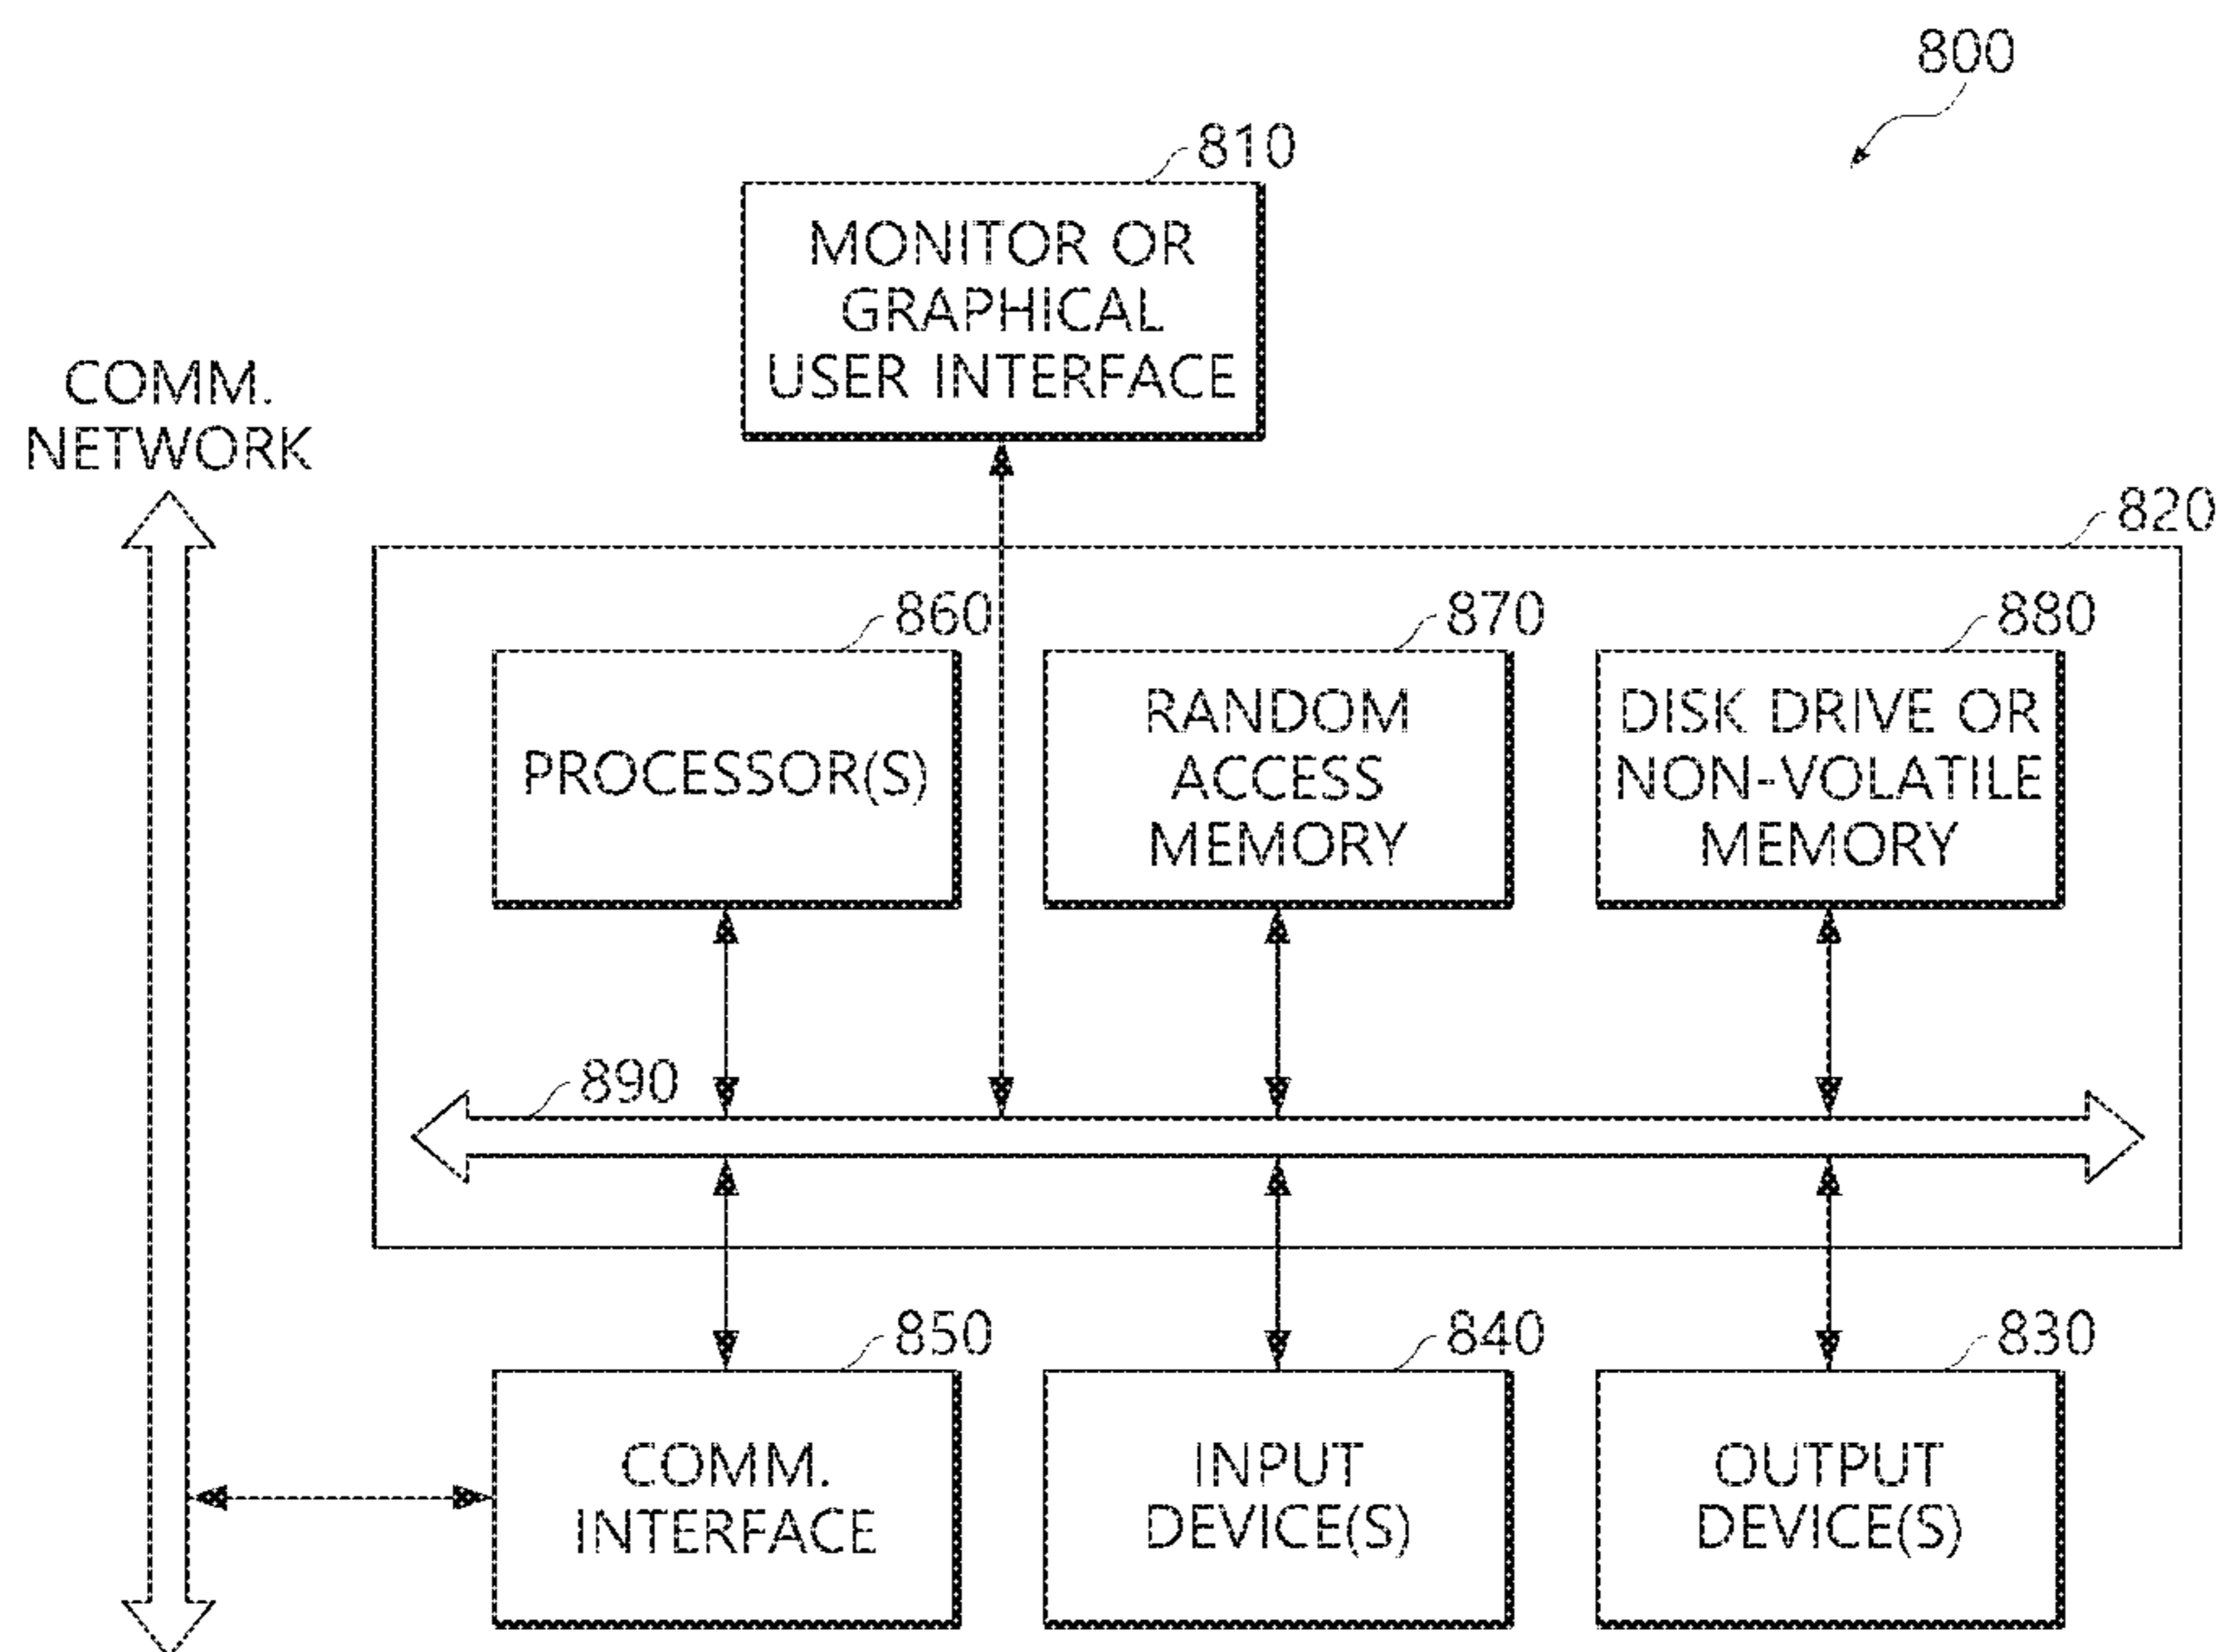 800
810
MONITOR OR
GRAPHICAL
USER INTERFACE
COMM.
NETWORK
820
860
PROCESSOR(S)
870
RANDOM
ACCESS
MEMORY
880
DISK DRIVE OR
NON-VOLATILE
MEMORY
890
850
COMM.
INTERFACE
840
INPUT
DEVICE(S)
830
OUTPUT
DEVICE(S)